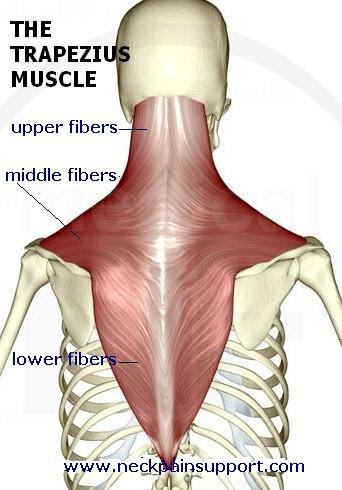 THE
TRAPEZIUS
MUSCLE
upper fibers
middle fibers
lower fibers
www.neckpainsupport.com